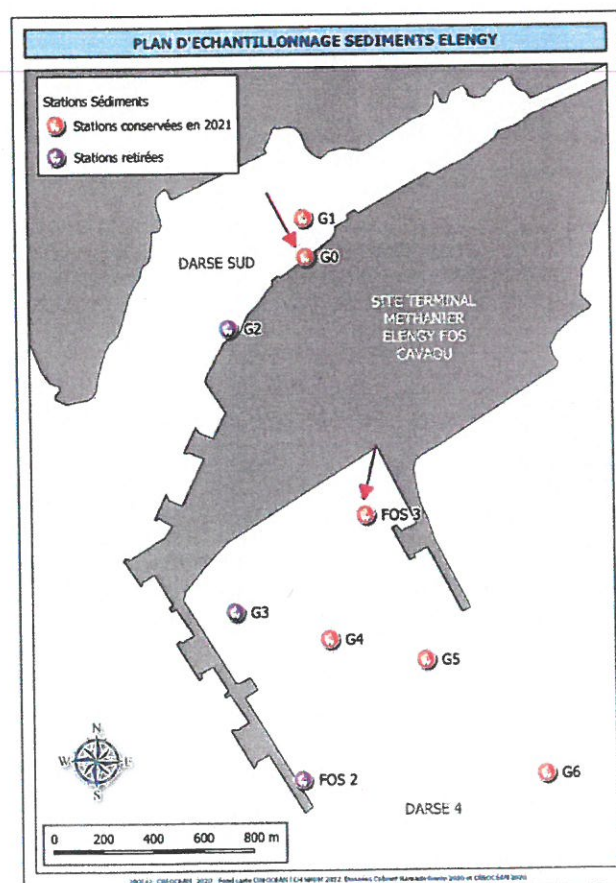 PLAN D'ECHANTILLONNAGE SEDIMENTS ELENGY
Stations Sédiments
Stations conservées en 2021
Stations retirées
G1
G0
DARSE SUD
G2
SITE TERMINAL
METHANIER
ELENGY FOS
CAVAOU
FOS 3
G3
G4
G5
N
W E
S
FOS 2
G6
DARSE 4
0 200 400 600 800 m